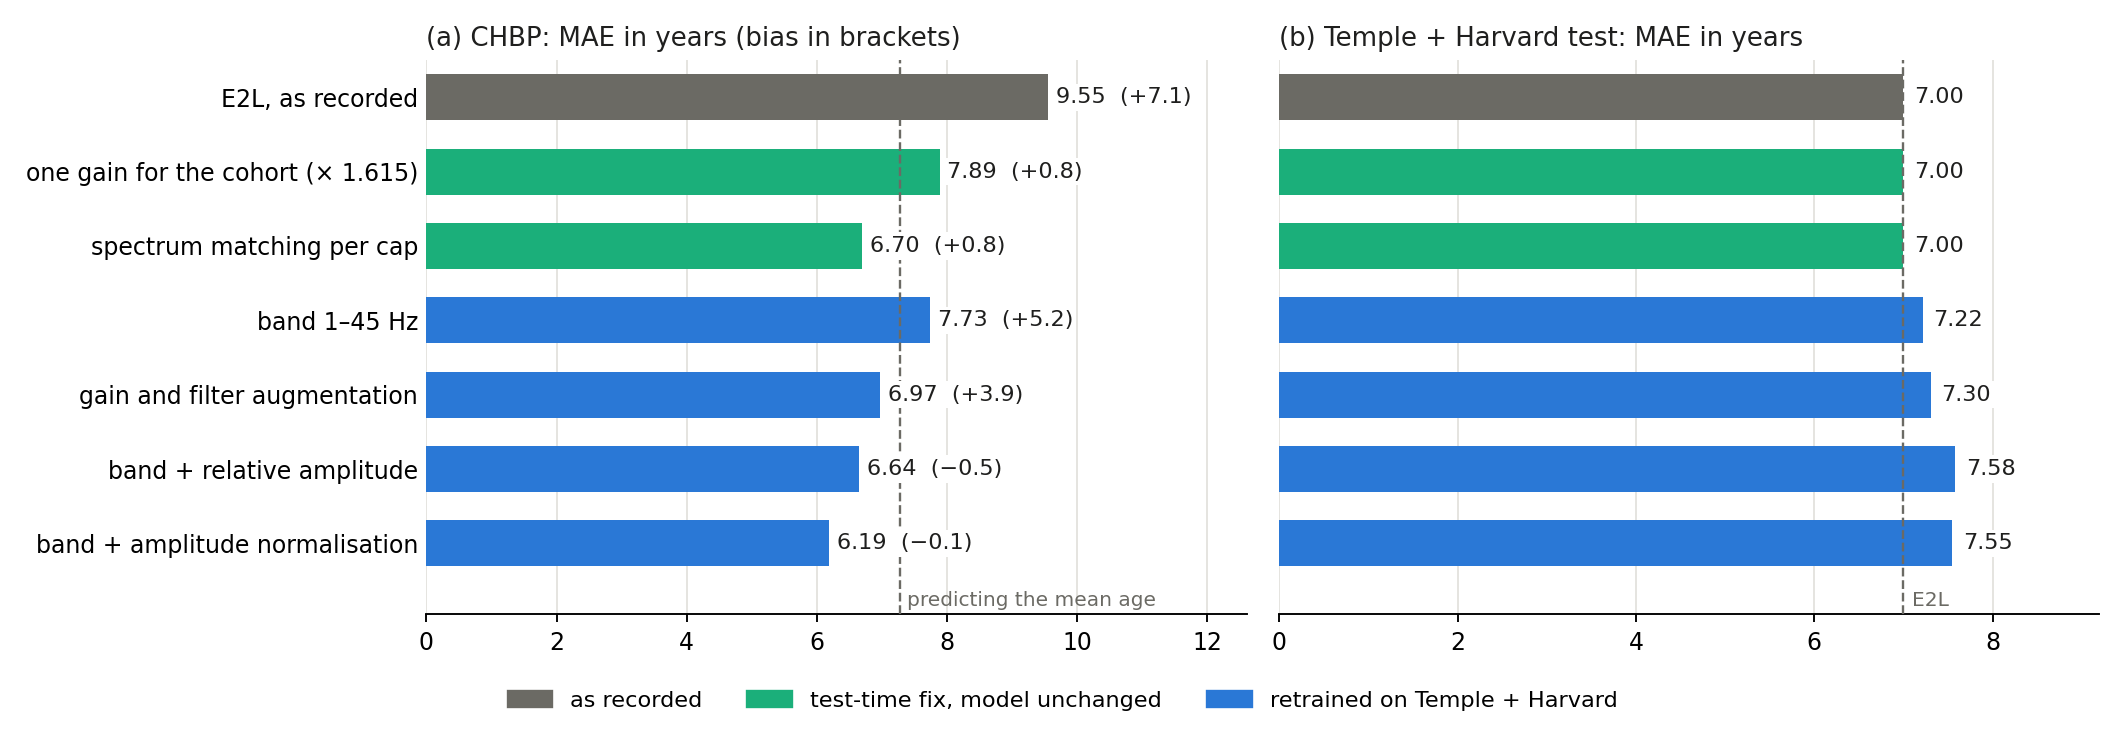 (a) CHBP: MAE in years (bias in brackets)
E2L, as recorded
9.55 (+7.1)
one gain for the cohort (× 1.615)
7.89 (+0.8)
spectrum matching per cap
6.70 (+0.8)
band 1–45 Hz
7.73 (+5.2)
gain and filter augmentation
6.97 (+3.9)
band + relative amplitude
6.64 (−0.5)
band + amplitude normalisation
6.19 (−0.1)
predicting the mean age
0 2 4 6 8 10 12
(b) Temple + Harvard test: MAE in years
7.00
7.00
7.00
7.22
7.30
7.58
7.55
E2L
0 2 4 6 8
as recorded
test-time fix, model unchanged
retrained on Temple + Harvard